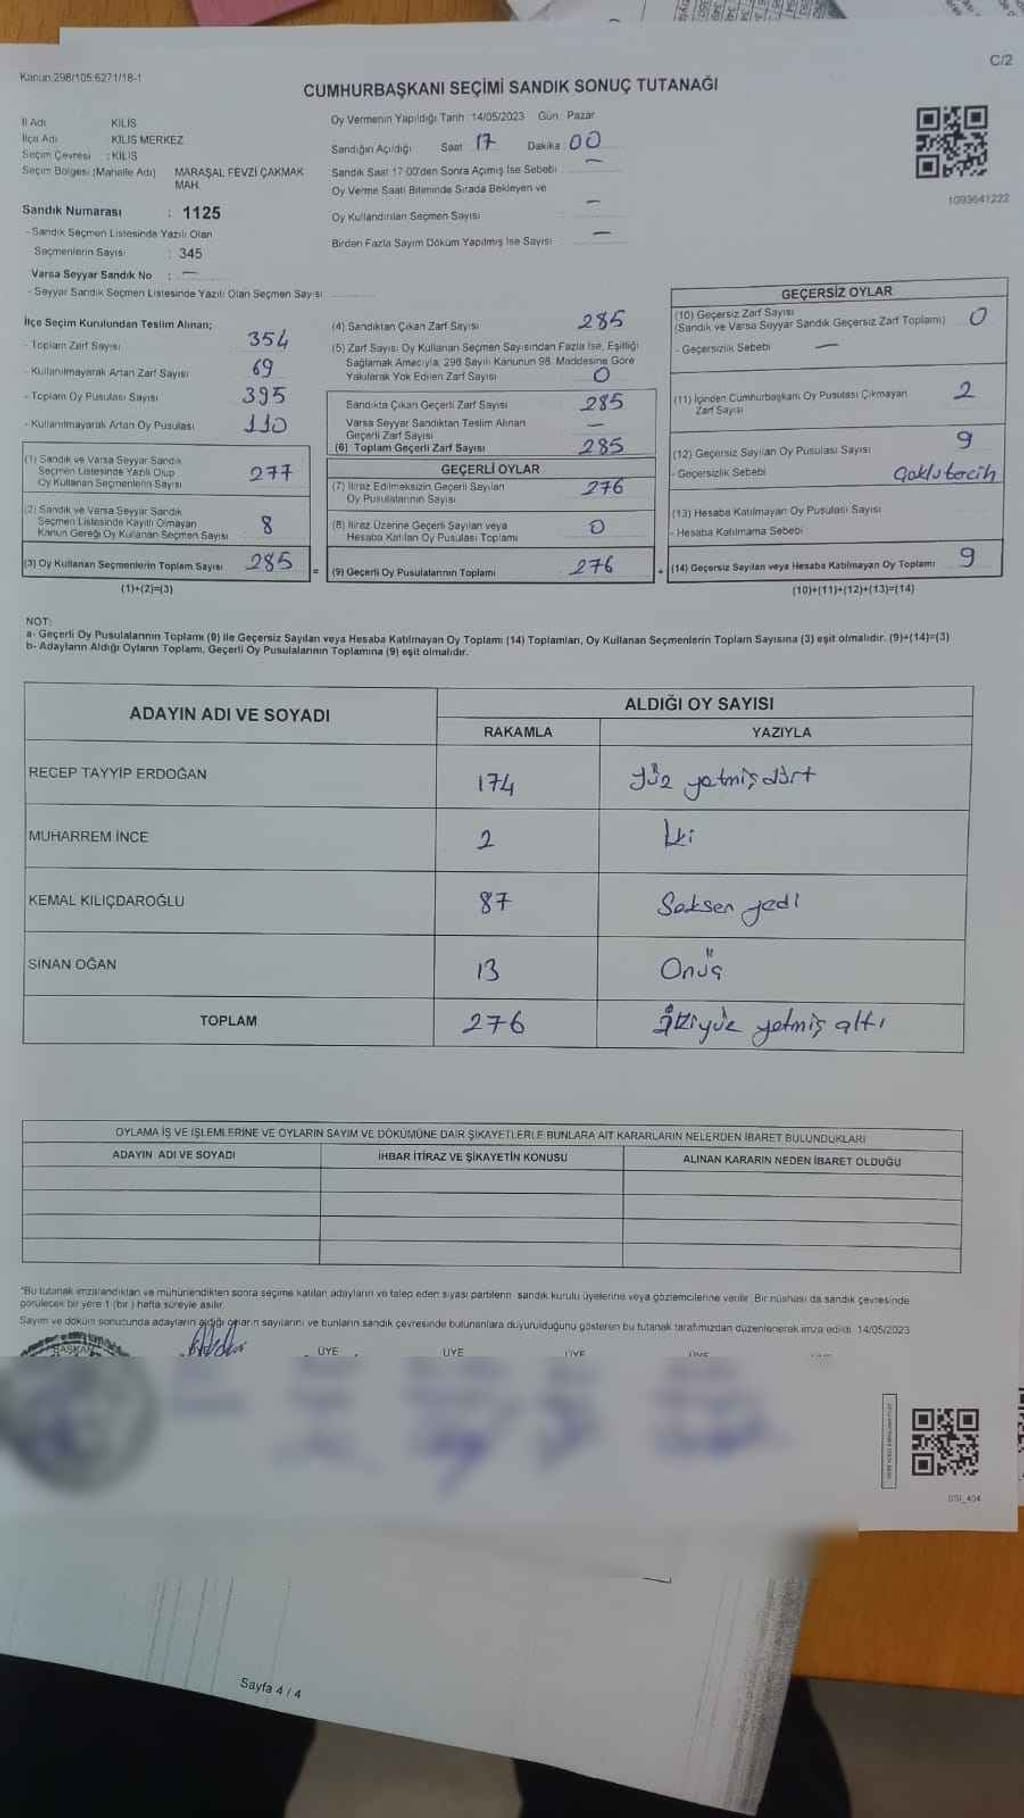 Kanun:298/105;6271/18-1
C/2
CUMHURBAŞKANI SEÇİMİ SANDIK SONUÇ TUTANAĞI
İl Adı KİLİS
İlçe Adı KİLİS MERKEZ
Seçim Çevresi : KİLİS
Seçim Bölgesi (Mahalle Adı) MARAŞAL FEVZİ ÇAKMAK
MAH.
Sandık Numarası : 1125
- Sandık Seçmen Listesinde Yazılı Olan
Seçmenlerin Sayısı : 345
Varsa Seyyar Sandık No : —
- Seyyar Sandık Seçmen Listesinde Yazılı Olan Seçmen Sayısı
Oy Vermenin Yapıldığı Tarih :14/05/2023 Gün: Pazar
Sandığın Açıldığı Saat 17 Dakika : 00
Sandık Saat 17:00'den Sonra Açılmış İse Sebebi : —
Oy Verme Saati Bitiminde Sırada Bekleyen ve
Oy Kullandırılan Seçmen Sayısı —
Birden Fazla Sayım Döküm Yapılmış İse Sayısı —
1093641222
İlçe Seçim Kurulundan Teslim Alınan;
- Toplam Zarf Sayısı 354
- Kullanılmayarak Artan Zarf Sayısı 69
- Toplam Oy Pusulası Sayısı 395
- Kullanılmayarak Artan Oy Pusulası 110
(1) Sandık ve Varsa Seyyar Sandık
Seçmen Listesinde Yazılı Olup
Oy Kullanan Seçmenlerin Sayısı 277
(2) Sandık ve Varsa Seyyar Sandık
Seçmen Listesinde Kayıtlı Olmayan
Kanun Gereği Oy Kullanan Seçmen Sayısı 8
(3) Oy Kullanan Seçmenlerin Toplam Sayısı 285
(1)+(2)=(3)
(4) Sandıktan Çıkan Zarf Sayısı 285
(5) Zarf Sayısı Oy Kullanan Seçmen Sayısından Fazla İse, Eşitliği
Sağlamak Amacıyla, 298 Sayılı Kanunun 98. Maddesine Göre
Yakılarak Yok Edilen Zarf Sayısı 0
Sandıkta Çıkan Geçerli Zarf Sayısı 285
Varsa Seyyar Sandıktan Teslim Alınan
Geçerli Zarf Sayısı —
(6) Toplam Geçerli Zarf Sayısı 285
GEÇERLİ OYLAR
(7) İtiraz Edilmeksizin Geçerli Sayılan
Oy Pusulalarının Sayısı 276
(8) İtiraz Üzerine Geçerli Sayılan veya
Hesaba Katılan Oy Pusulası Toplamı 0
= (9) Geçerli Oy Pusulalarının Toplamı 276
GEÇERSİZ OYLAR
(10) Geçersiz Zarf Sayısı
(Sandık ve Varsa Seyyar Sandık Geçersiz Zarf Toplamı) 0
- Geçersizlik Sebebi —
(11) İçinden Cumhurbaşkanı Oy Pusulası Çıkmayan
Zarf Sayısı 2
(12) Geçersiz Sayılan Oy Pusulası Sayısı 9
- Geçersizlik Sebebi Çoklu tercih
(13) Hesaba Katılmayan Oy Pusulası Sayısı
- Hesaba Katılmama Sebebi
+ (14) Geçersiz Sayılan veya Hesaba Katılmayan Oy Toplamı 9
(10)+(11)+(12)+(13)=(14)
NOT:
a- Geçerli Oy Pusulalarının Toplamı (9) ile Geçersiz Sayılan veya Hesaba Katılmayan Oy Toplamı (14) Toplamları, Oy Kullanan Seçmenlerin Toplam Sayısına (3) eşit olmalıdır. (9)+(14)=(3)
b- Adayların Aldığı Oyların Toplamı, Geçerli Oy Pusulalarının Toplamına (9) eşit olmalıdır.
ADAYIN ADI VE SOYADI ALDIĞI OY SAYISI
RAKAMLA YAZIYLA
RECEP TAYYİP ERDOĞAN 174 Yüz yetmiş dört
MUHARREM İNCE 2 İki
KEMAL KILIÇDAROĞLU 87 Seksen yedi
SİNAN OĞAN 13 Onüç
TOPLAM 276 İkiyüz yetmiş altı
OYLAMA İŞ VE İŞLEMLERİNE VE OYLARIN SAYIM VE DÖKÜMÜNE DAİR ŞİKAYETLERLE BUNLARA AİT KARARLARIN NELERDEN İBARET BULUNDUKLARI
ADAYIN ADI VE SOYADI İHBAR İTİRAZ VE ŞİKAYETİN KONUSU ALINAN KARARIN NEDEN İBARET OLDUĞU
*Bu tutanak imzalandıktan ve mühürlendikten sonra seçime katılan adayların ve talep eden siyasi partilerin sandık kurulu üyelerine veya gözlemcilerine verilir. Bir nüshası da sandık çevresinde
görülecek bir yere 1 (bir) hafta süreyle asılır.
Sayım ve döküm sonucunda adayların aldığı oyların sayılarını ve bunların sandık çevresinde bulunanlara duyurulduğunu gösteren bu tutanak tarafımızdan düzenlenerek imza edildi. 14/05/2023
BAŞKAN ÜYE ÜYE ÜYE ÜYE
Sayfa 4 / 4